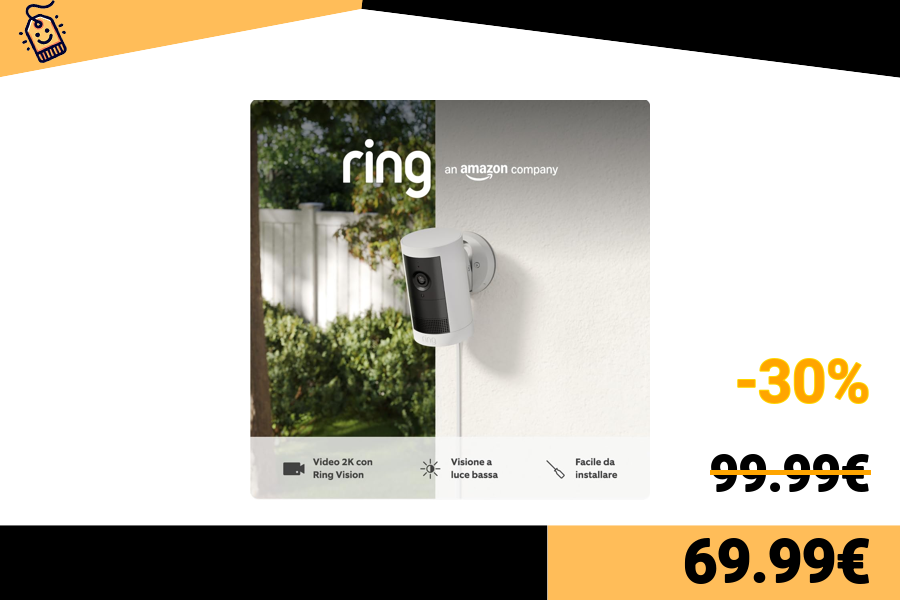 ring an amazon company
Video 2K con
Ring Vision
Visione a
luce bassa
Facile da
installare
-30%
99.99€
69.99€